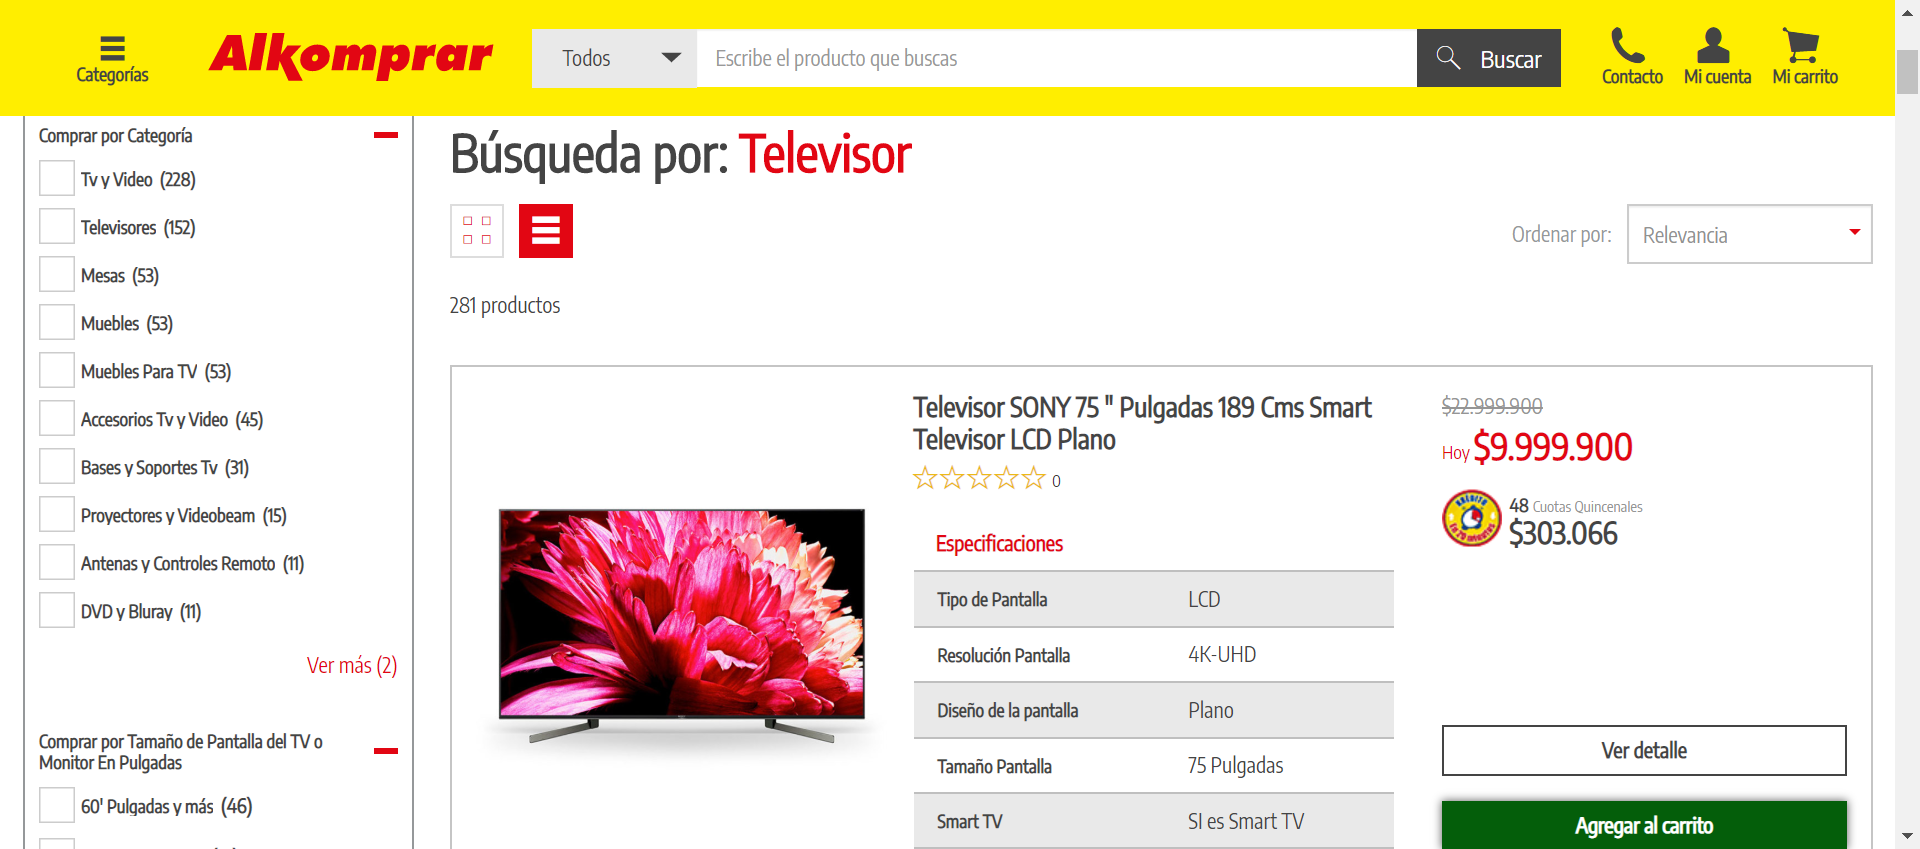 Categorías
Alkomprar
Todos
Escribe el producto que buscas
Buscar
Contacto
Mi cuenta
Mi carrito
Comprar por Categoría
Tv y Video (228)
Televisores (152)
Mesas (53)
Muebles (53)
Muebles Para TV (53)
Accesorios Tv y Video (45)
Bases y Soportes Tv (31)
Proyectores y Videobeam (15)
Antenas y Controles Remoto (11)
DVD y Bluray (11)
Ver más (2)
Comprar por Tamaño de Pantalla del TV o
Monitor En Pulgadas
60' Pulgadas y más (46)
Búsqueda por: Televisor
Ordenar por:
Relevancia
281 productos
Televisor SONY 75 " Pulgadas 189 Cms Smart
Televisor LCD Plano
0
Especificaciones
Tipo de Pantalla LCD
Resolución Pantalla 4K-UHD
Diseño de la pantalla Plano
Tamaño Pantalla 75 Pulgadas
Smart TV SI es Smart TV
$22.999.900
Hoy $9.999.900
48 Cuotas Quincenales
$303.066
Ver detalle
Agregar al carrito